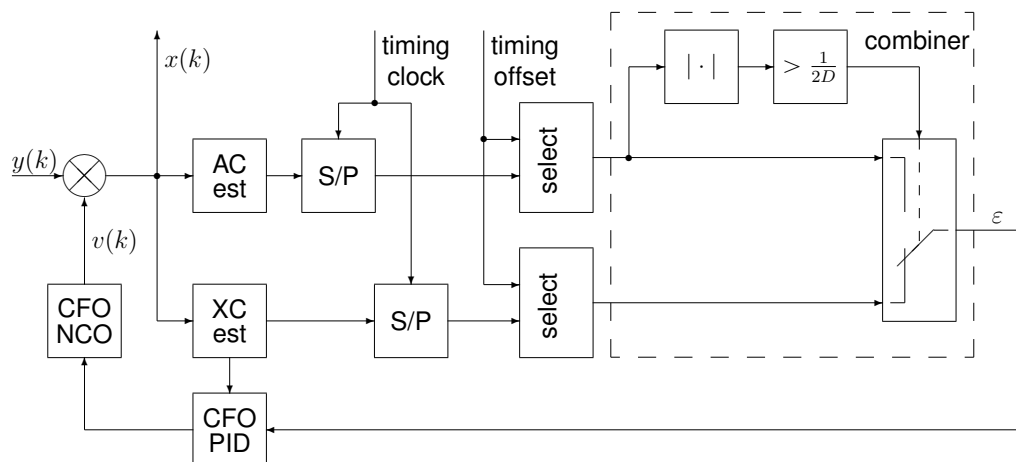 timing
clock
timing
offset
combiner
x(k)
| · |
> 1/2D
y(k)
AC
est
S/P
select
ε
v(k)
CFO
NCO
XC
est
S/P
select
CFO
PID